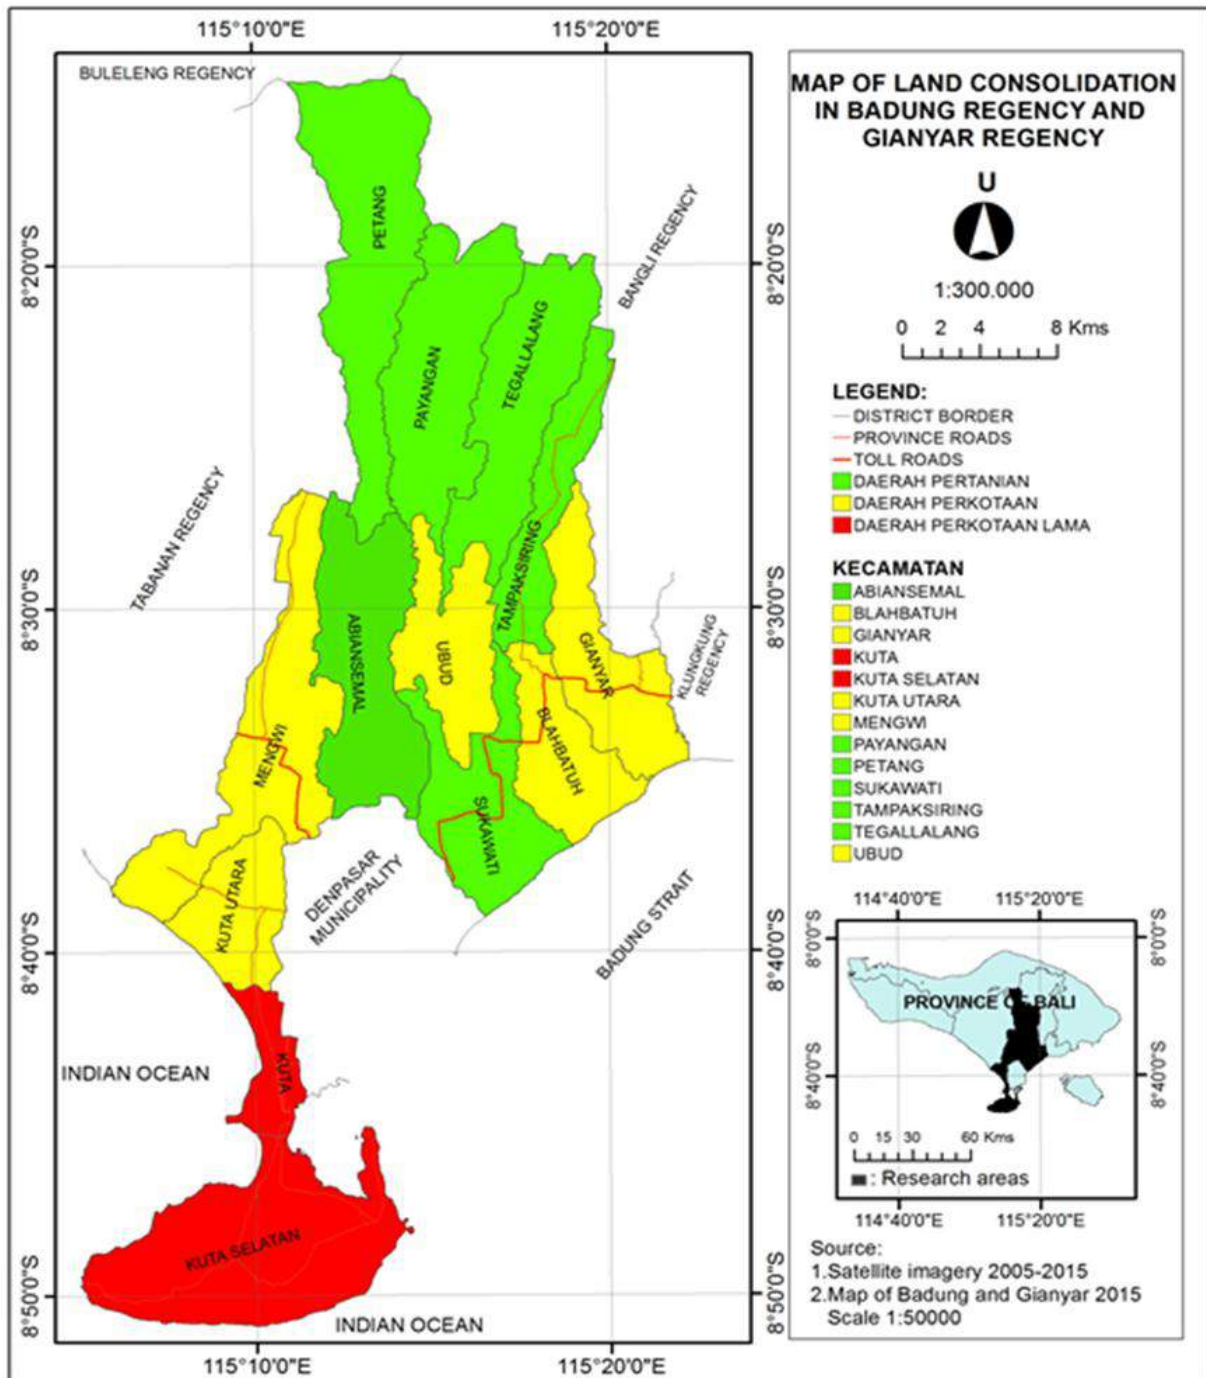 115°10'0"E
115°20'0"E
BULELENG REGENCY
PETANG
BANGLI REGENCY
8°20'0"S
8°20'0"S
PAYANGAN
TEGALLALANG
TABANAN REGENCY
TAMPAKSIRING
8°30'0"S
8°30'0"S
ABIANSEMAL
UBUD
GIANYAR
KLUNGKUNG
REGENCY
MENGWI
BLAHBATUH
SUKAWATI
KUTA UTARA
DENPASAR
MUNICIPALITY
BADUNG STRAIT
8°40'0"S
8°40'0"S
INDIAN OCEAN
KUTA
KUTA SELATAN
8°50'0"S
8°50'0"S
INDIAN OCEAN
115°10'0"E
115°20'0"E
MAP OF LAND CONSOLIDATION
IN BADUNG REGENCY AND
GIANYAR REGENCY
U
1:300.000
0 2 4 8 Kms
LEGEND:
DISTRICT BORDER
PROVINCE ROADS
TOLL ROADS
DAERAH PERTANIAN
DAERAH PERKOTAAN
DAERAH PERKOTAAN LAMA
KECAMATAN
ABIANSEMAL
BLAHBATUH
GIANYAR
KUTA
KUTA SELATAN
KUTA UTARA
MENGWI
PAYANGAN
PETANG
SUKAWATI
TAMPAKSIRING
TEGALLALANG
UBUD
114°40'0"E
115°20'0"E
8°0'0"S
8°0'0"S
PROVINCE OF BALI
8°40'0"S
8°40'0"S
0 15 30 60 Kms
: Research areas
114°40'0"E
115°20'0"E
Source:
1.Satellite imagery 2005-2015
2.Map of Badung and Gianyar 2015
Scale 1:50000